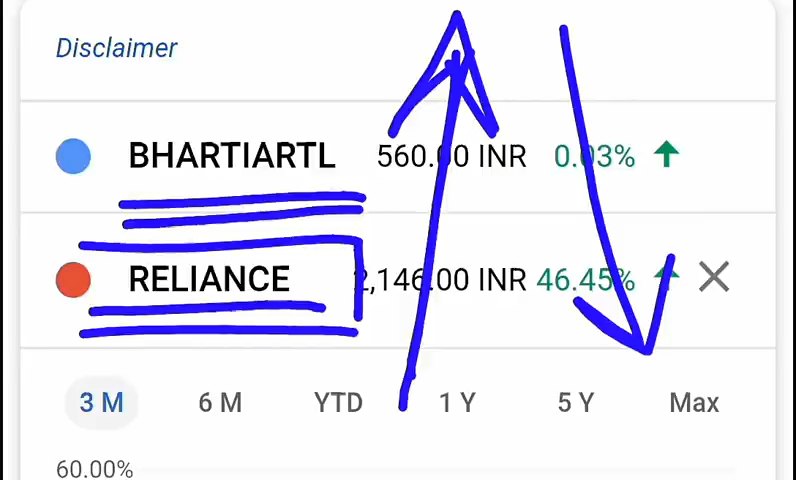 Disclaimer
BHARTIARTL 560.00 INR 0.03%
RELIANCE 2,146.00 INR 46.45%
3 M 6 M YTD 1 Y 5 Y Max
60.00%